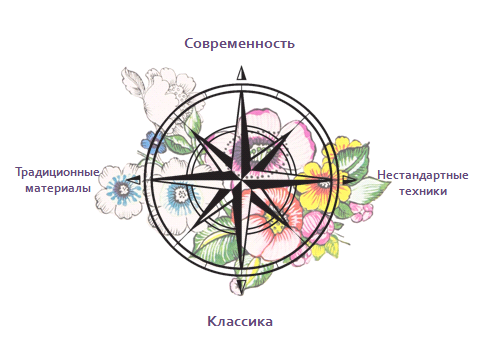 Современность
Традиционные
материалы
Нестандартные
техники
Классика